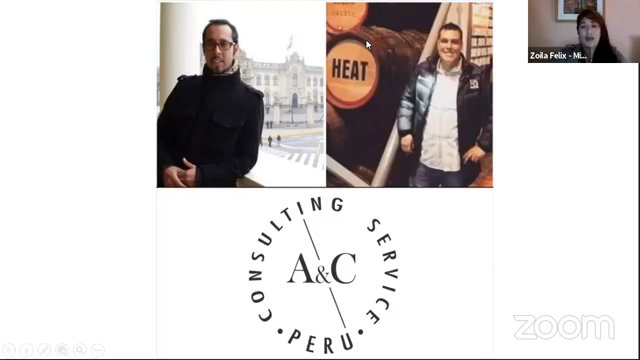 HEAT
Zoila Felix - Mi...
CONSULTING SERVICE
A&C
• PERU •
zoom